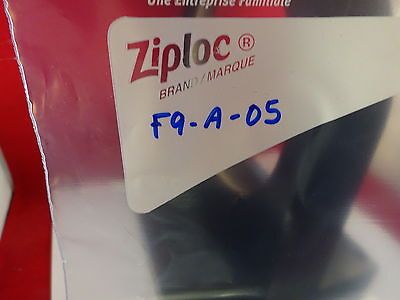 Une Entreprise Familiale
Ziploc®
BRAND/MARQUE
F9-A-05